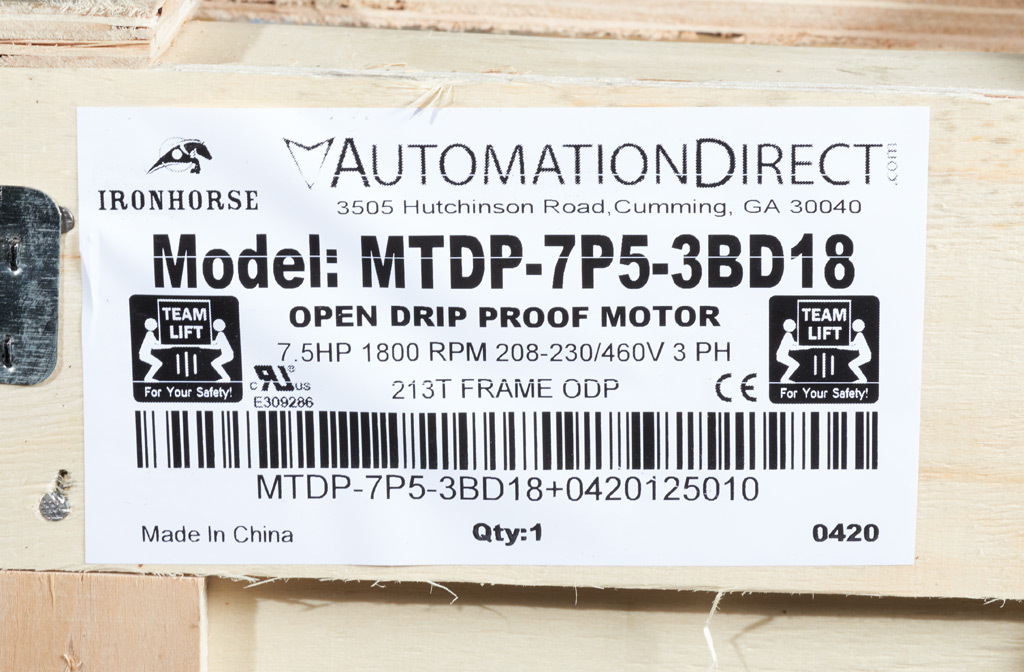 IRONHORSE
AUTOMATIONDIRECT.com
3505 Hutchinson Road,Cumming, GA 30040
Model: MTDP-7P5-3BD18
TEAM LIFT
For Your Safety!
OPEN DRIP PROOF MOTOR
7.5HP 1800 RPM 208-230/460V 3 PH
213T FRAME ODP
c RU us
E309286
CE
TEAM LIFT
For Your Safety!
MTDP-7P5-3BD18+0420125010
Made In China
Qty:1
0420